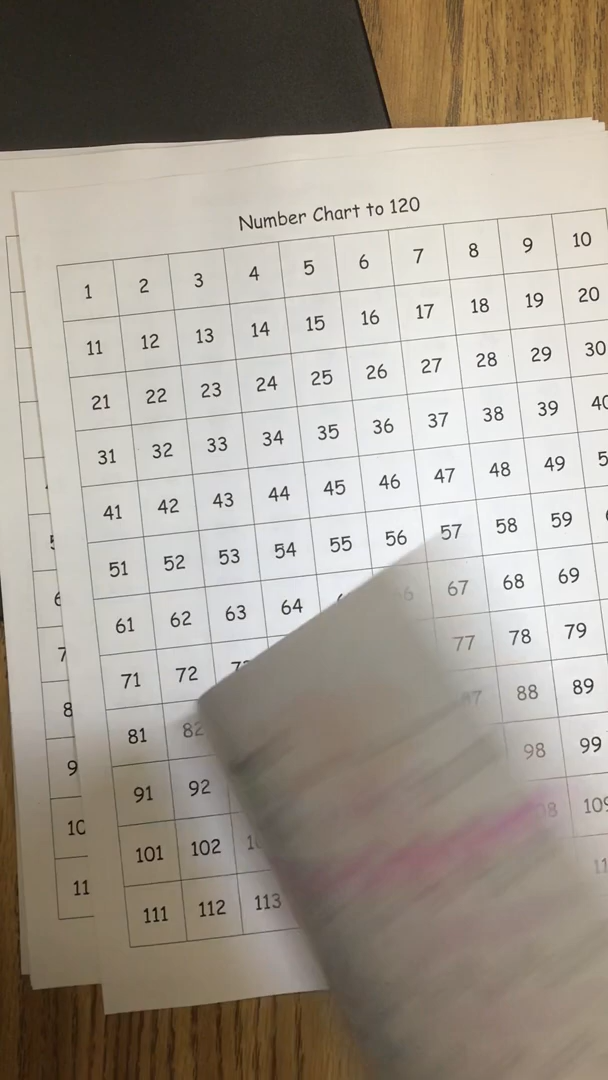 Number Chart to 120
1 2 3 4 5 6 7 8 9 10
11 12 13 14 15 16 17 18 19 20
21 22 23 24 25 26 27 28 29 30
31 32 33 34 35 36 37 38 39
41 42 43 44 45 46 47 48 49
51 52 53 54 55 56 57 58 59
61 62 63 64 67 68 69
71 72 77 78 79
81 82 88 89
91 92 98 99
101 102 109
111 112 113